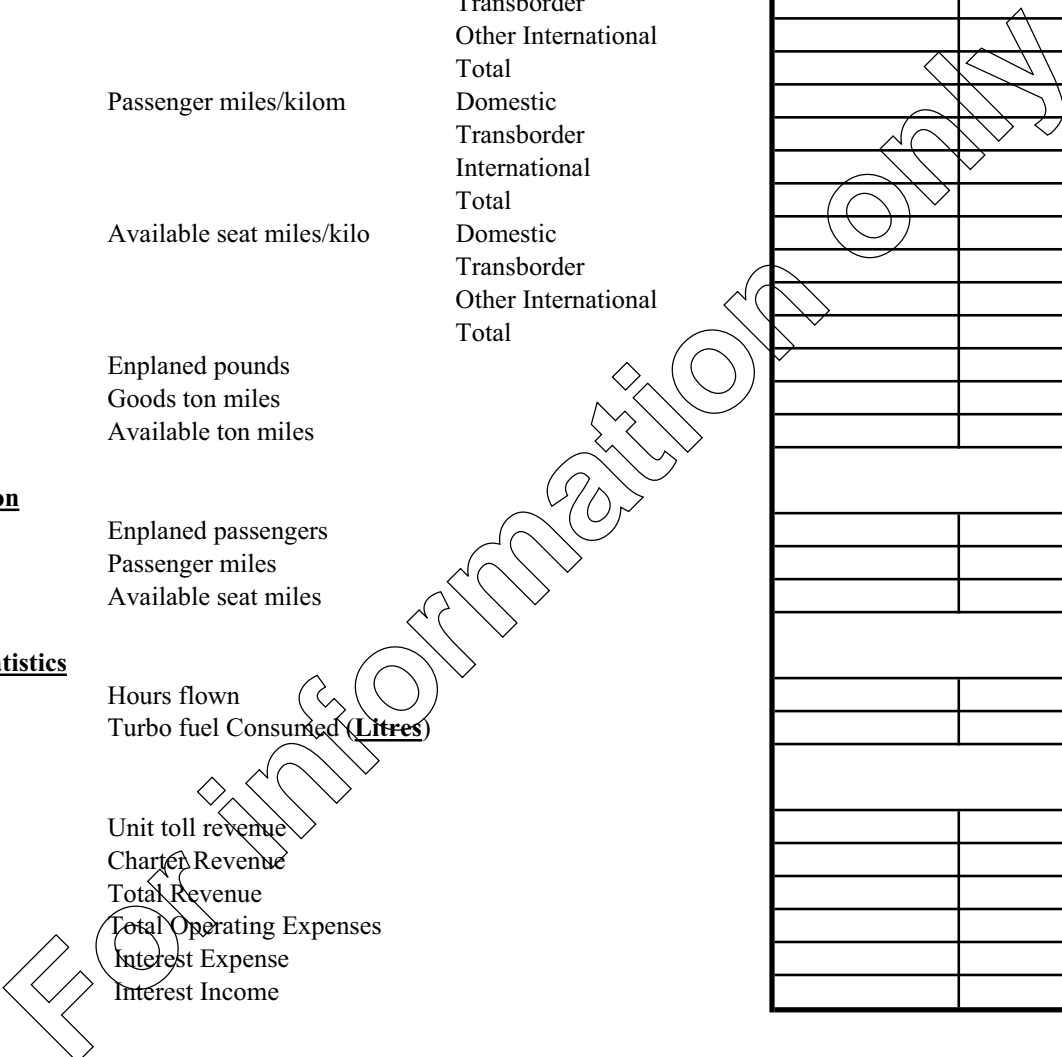 Transborder
Other International
Total
Passenger miles/kilom Domestic
Transborder
International
Total
Available seat miles/kilo Domestic
Transborder
Other International
Total
Enplaned pounds
Goods ton miles
Available ton miles
on
Enplaned passengers
Passenger miles
Available seat miles
atistics
Hours flown
Turbo fuel Consumed (Litres)
Unit toll revenue
Charter Revenue
Total Revenue
Total Operating Expenses
Interest Expense
Interest Income
For information only